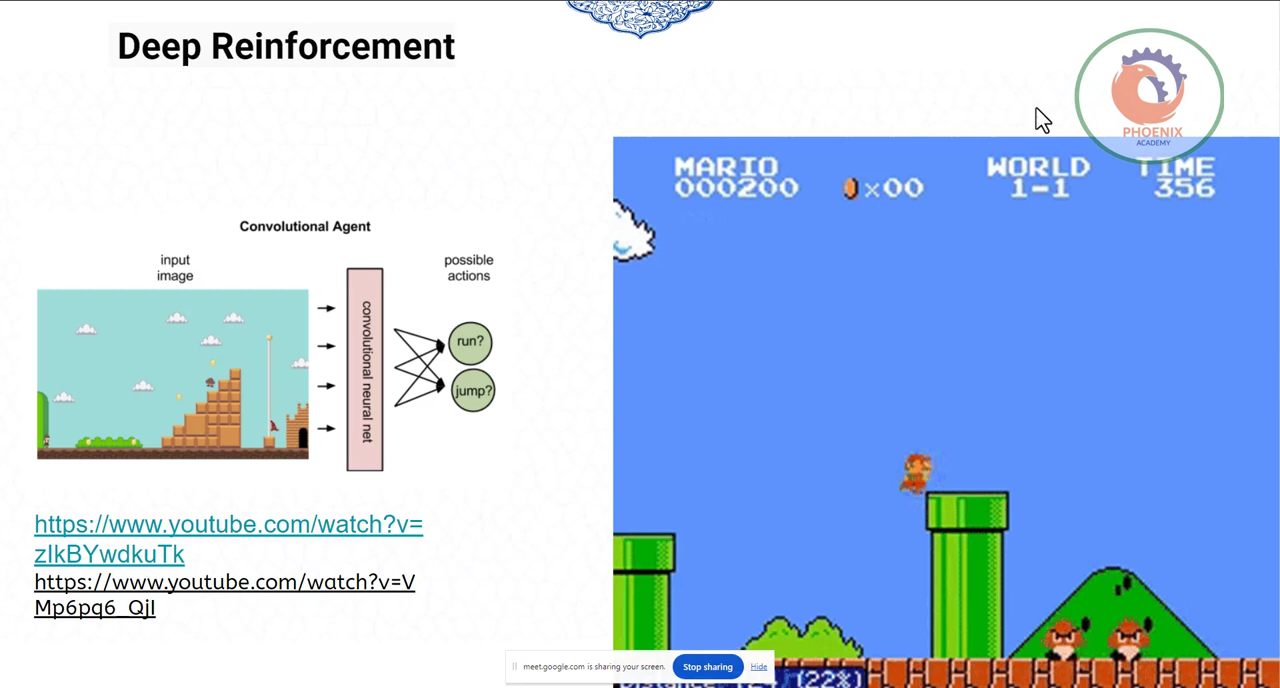 Deep Reinforcement
PHOENIX
ACADEMY
Convolutional Agent
input
image
possible
actions
convolutional neural net
run?
jump?
https://www.youtube.com/watch?v=
zIkBYwdkuTk
https://www.youtube.com/watch?v=V
Mp6pq6_QjI
MARIO
000200
×00
WORLD
1-1
TIME
356
meet.google.com is sharing your screen.
Stop sharing
Hide
(22%)